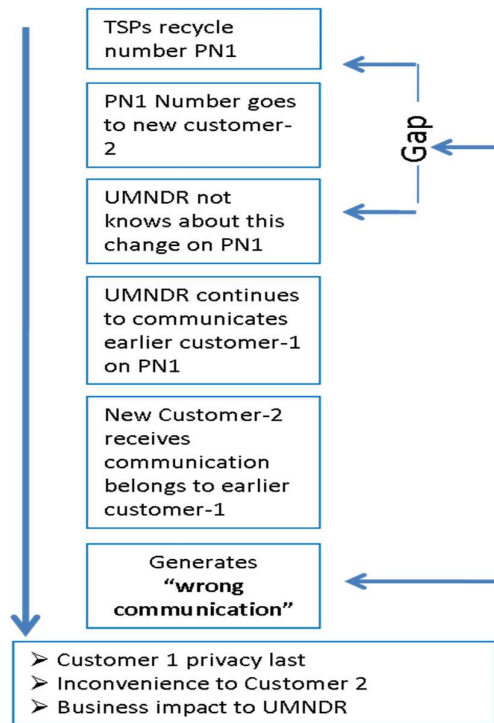 TSPs recycle
number PN1
PN1 Number goes
to new customer-
2
Gap
UMNDR not
knows about this
change on PN1
UMNDR continues
to communicates
earlier customer-1
on PN1
New Customer-2
receives
communication
belongs to earlier
customer-1
Generates
“wrong
communication”
➢ Customer 1 privacy last
➢ Inconvenience to Customer 2
➢ Business impact to UMNDR